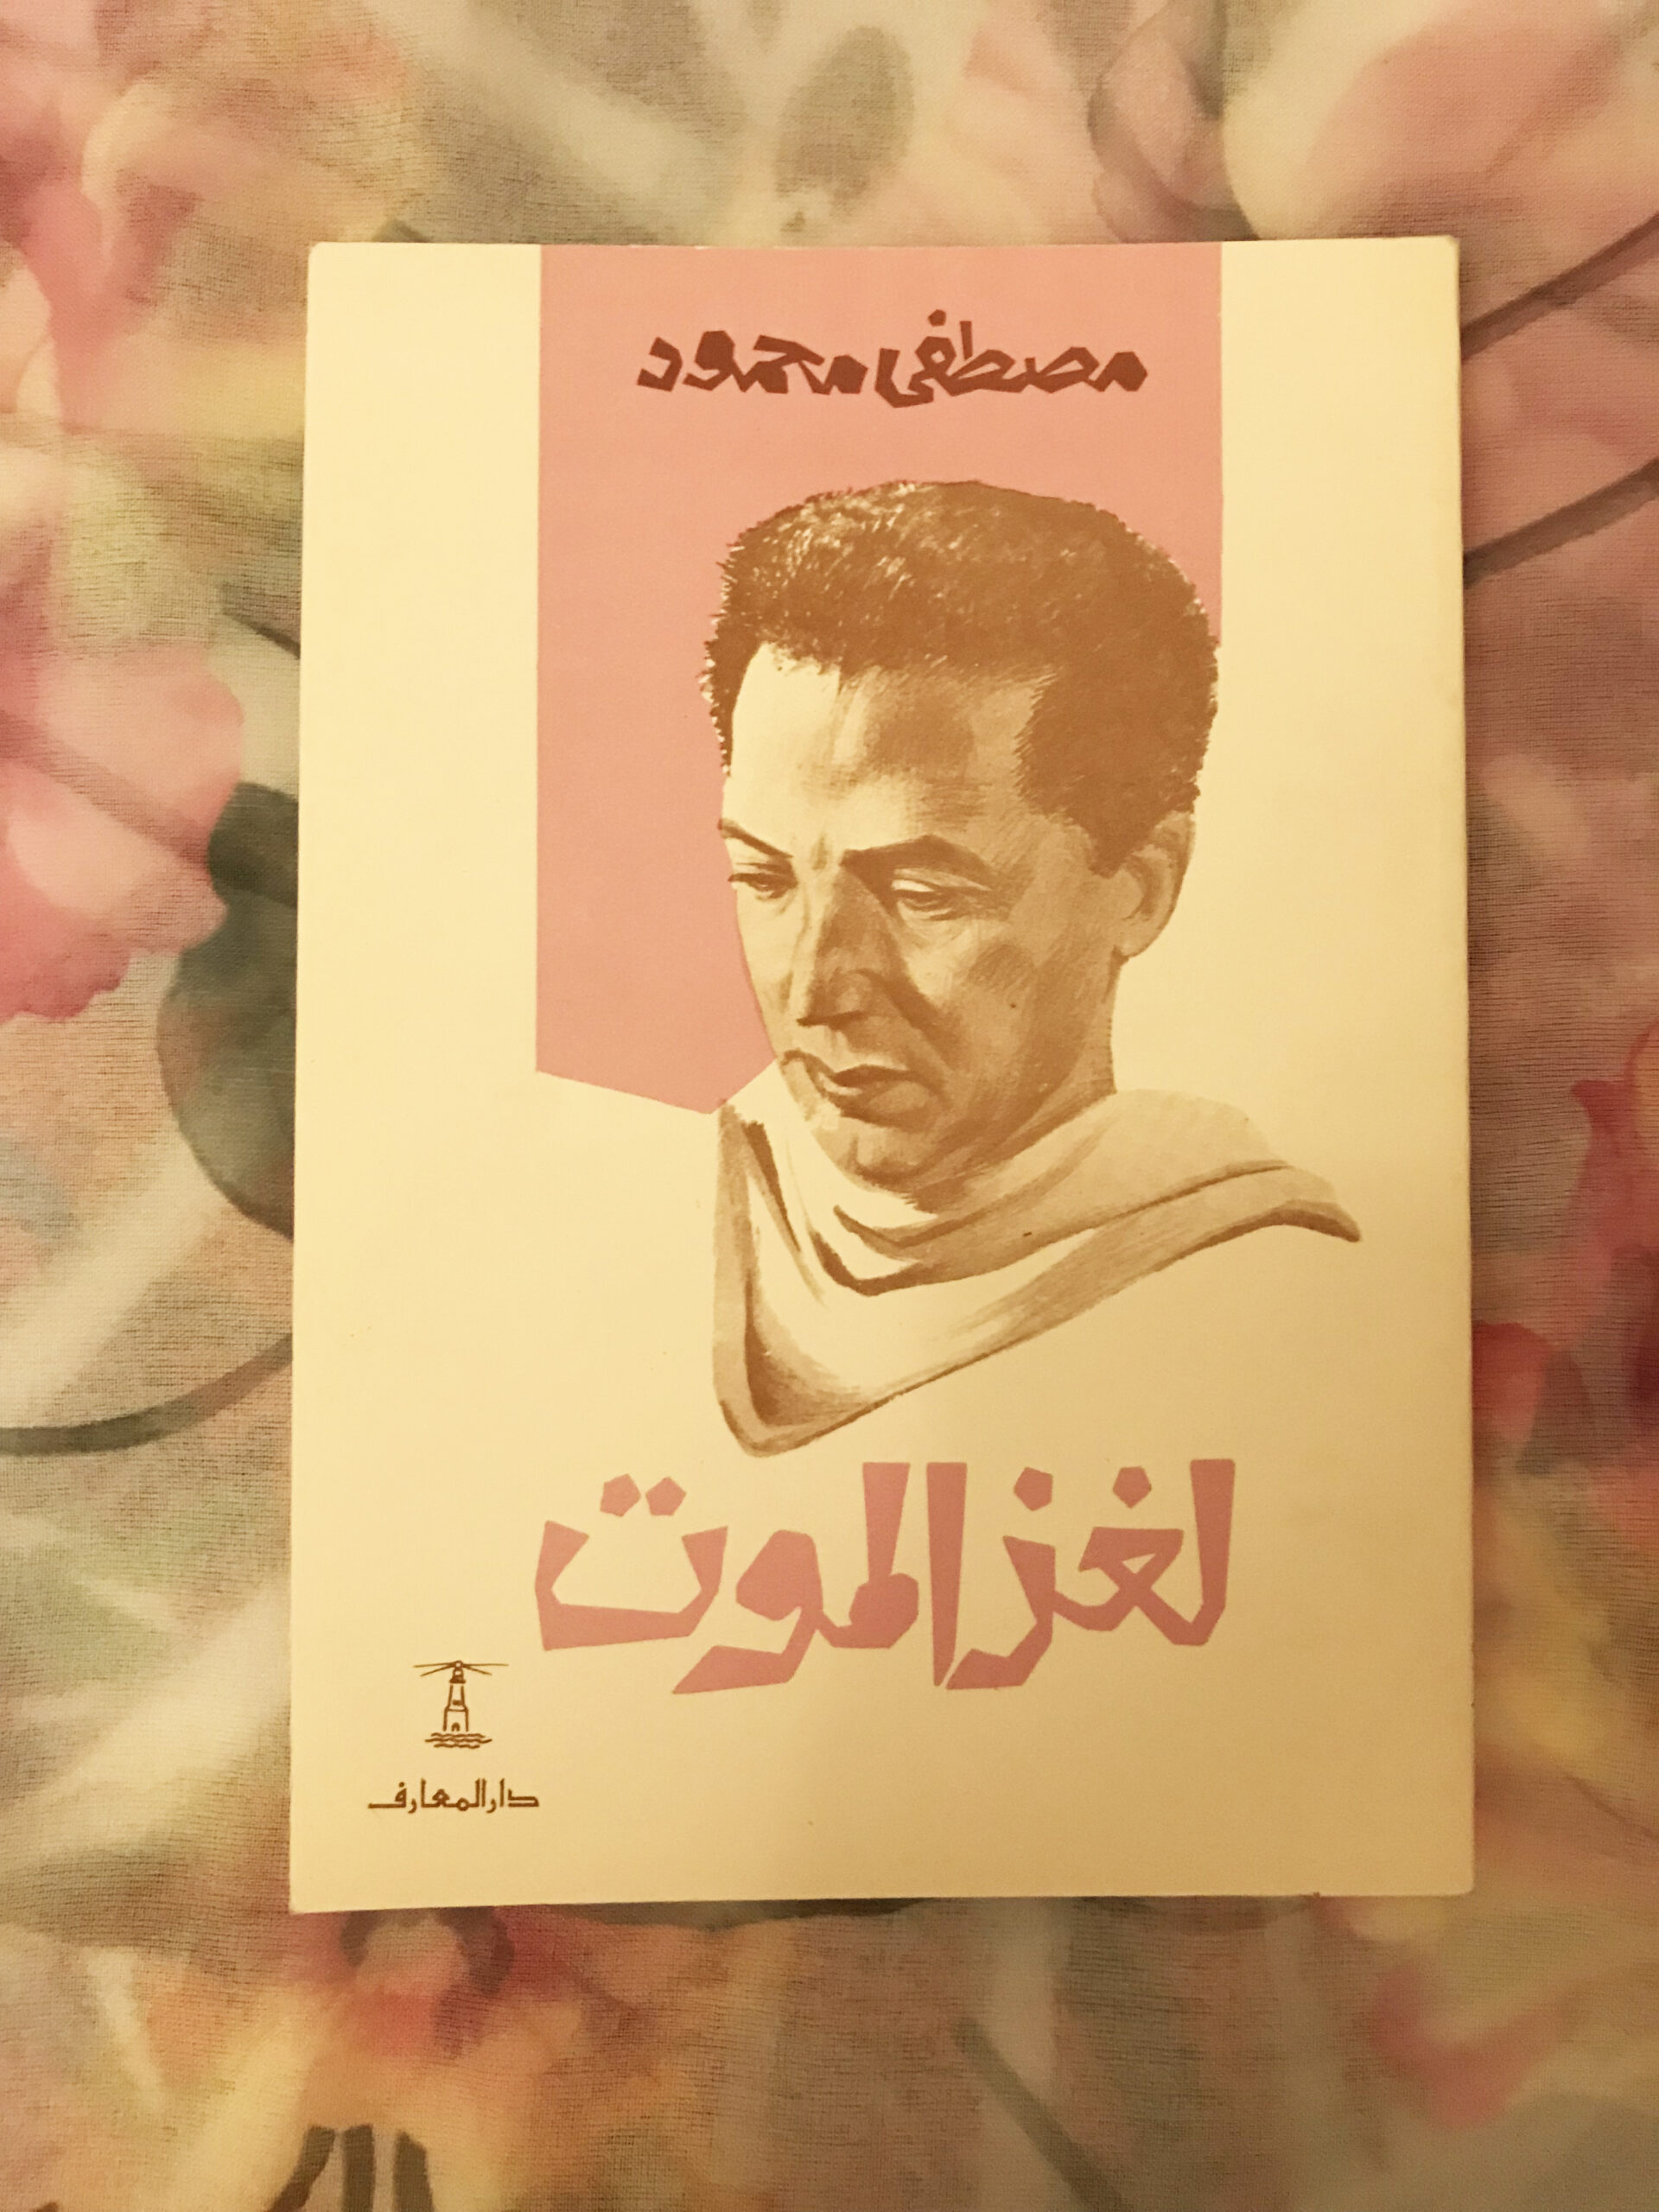 مصطفى محمود
لغز الموت
دار المعارف